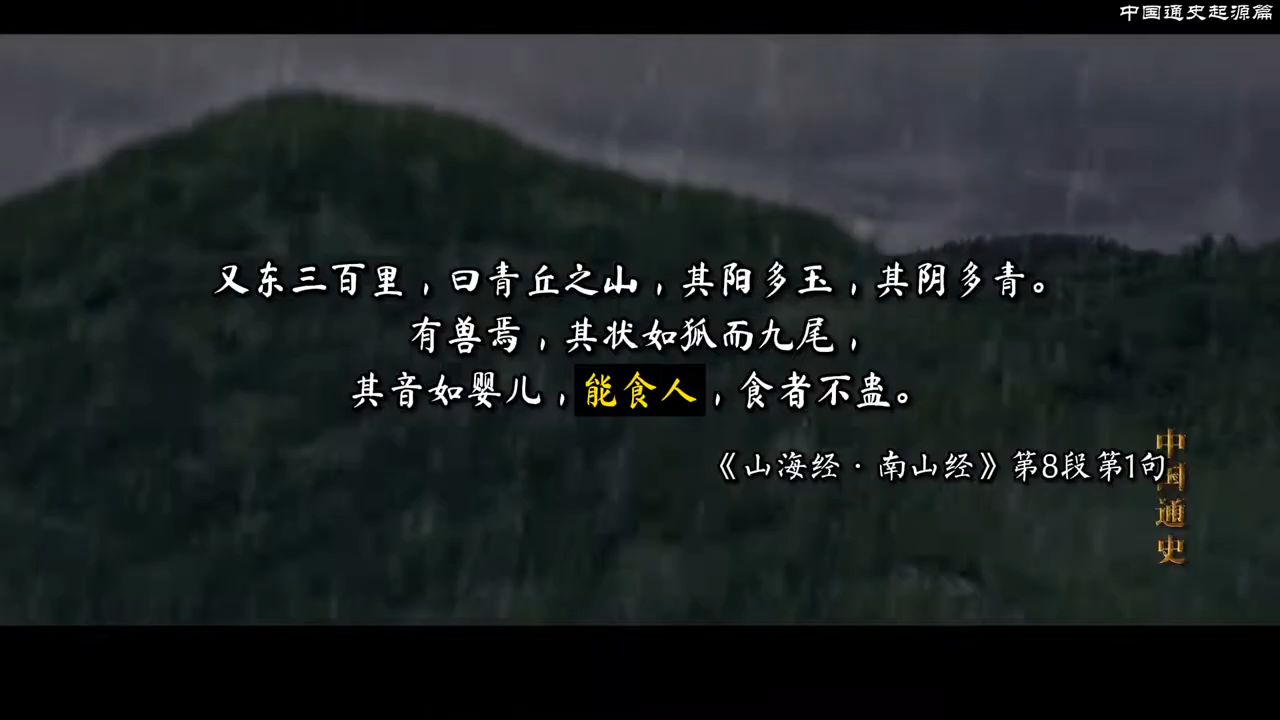 中国通史起源篇
又东三百里，曰青丘之山，其阳多玉，其阴多青。
有兽焉，其状如狐而九尾，
其音如婴儿，能食人，食者不蛊。
《山海经·南山经》第8段第1句
中国通史